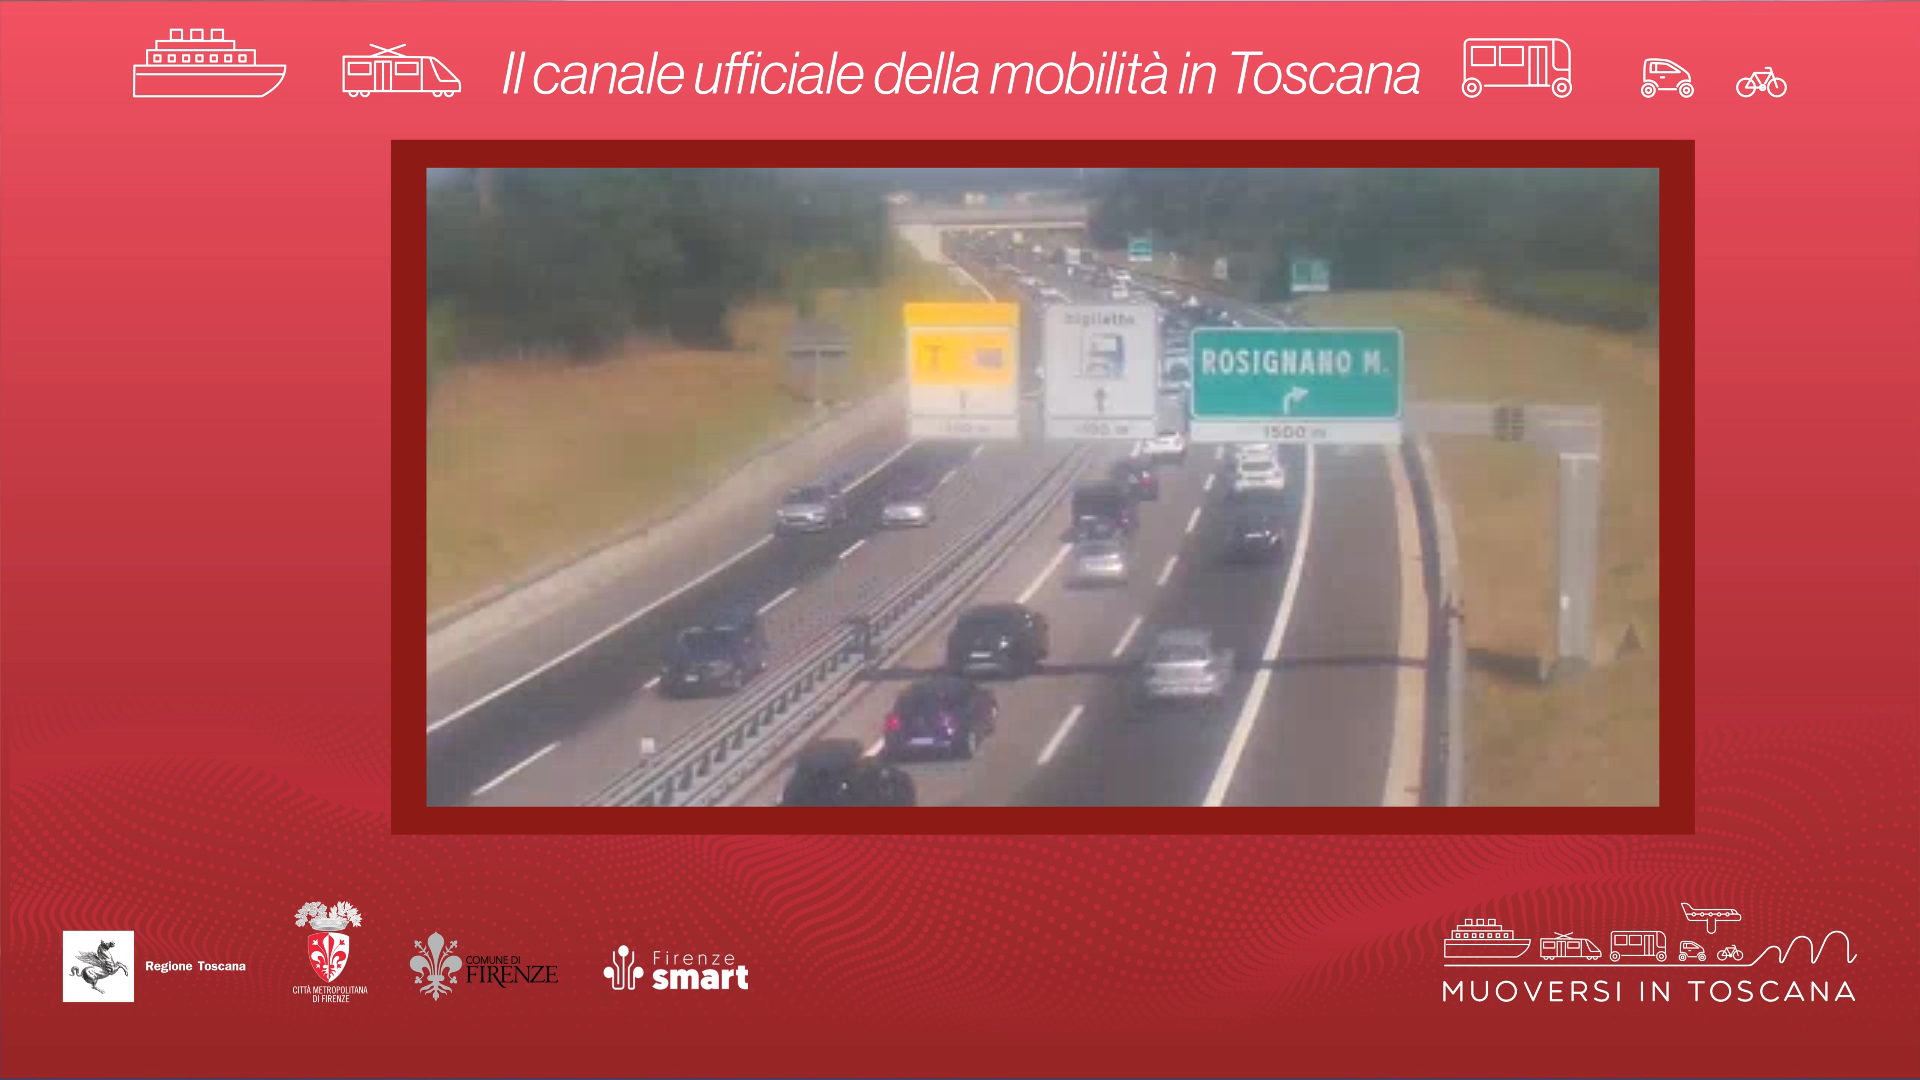 Il canale ufficiale della mobilità in Toscana
biglietto
T
ROSIGNANO M.
1500 m
Regione Toscana
CITTÀ METROPOLITANA
DI FIRENZE
COMUNE DI
FIRENZE
Firenze
smart
MUOVERSI IN TOSCANA